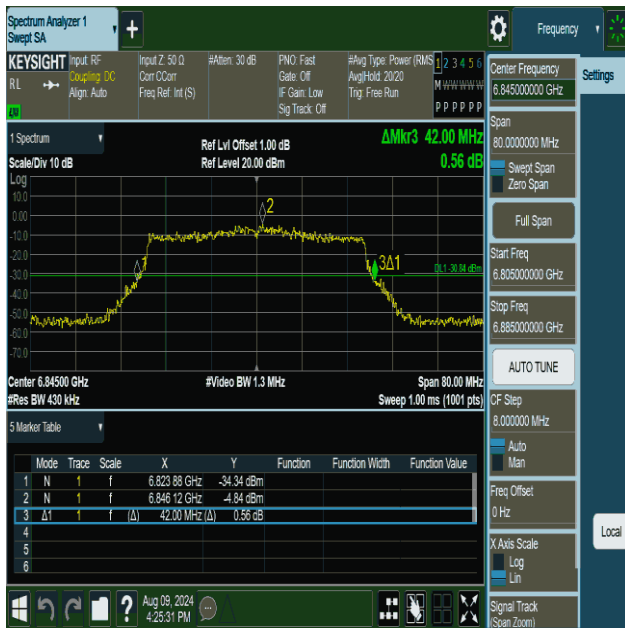 Spectrum Analyzer 1
Swept SA
+
Frequency
KEYSIGHT Input: RF Input Z: 50 Ω #Atten: 30 dB PNO: Fast #Avg Type: Power (RMS 1 2 3 4 5 6
RL Coupling: DC Corr CCorr Gate: Off Avg|Hold: 20/20 M W W W W W
Align: Auto Freq Ref: Int (S) IF Gain: Low Trig: Free Run
Sig Track: Off P P P P P P
Center Frequency
6.845000000 GHz
Settings
Span
80.0000000 MHz
Swept Span
Zero Span
Full Span
Start Freq
6.805000000 GHz
Stop Freq
6.885000000 GHz
AUTO TUNE
CF Step
8.000000 MHz
Auto
Man
Freq Offset
0 Hz
X Axis Scale
Log
Lin
Signal Track
(Span Zoom)
Local
1 Spectrum
Scale/Div 10 dB
Ref Lvl Offset 1.00 dB
Ref Level 20.00 dBm
ΔMkr3 42.00 MHz
0.56 dB
Log
10.0
0.00
-10.0
-20.0
-30.0
-40.0
-50.0
-60.0
-70.0
2
1
3Δ1
DL1 -30.84 dBm
Center 6.84500 GHz #Video BW 1.3 MHz Span 80.00 MHz
#Res BW 430 kHz Sweep 1.00 ms (1001 pts)
5 Marker Table
Mode Trace Scale X Y Function Function Width Function Value
1 N 1 f 6.823 88 GHz -34.34 dBm
2 N 1 f 6.846 12 GHz -4.84 dBm
3 Δ1 1 f (Δ) 42.00 MHz (Δ) 0.56 dB
4
5
6
?
Aug 09, 2024
4:25:31 PM